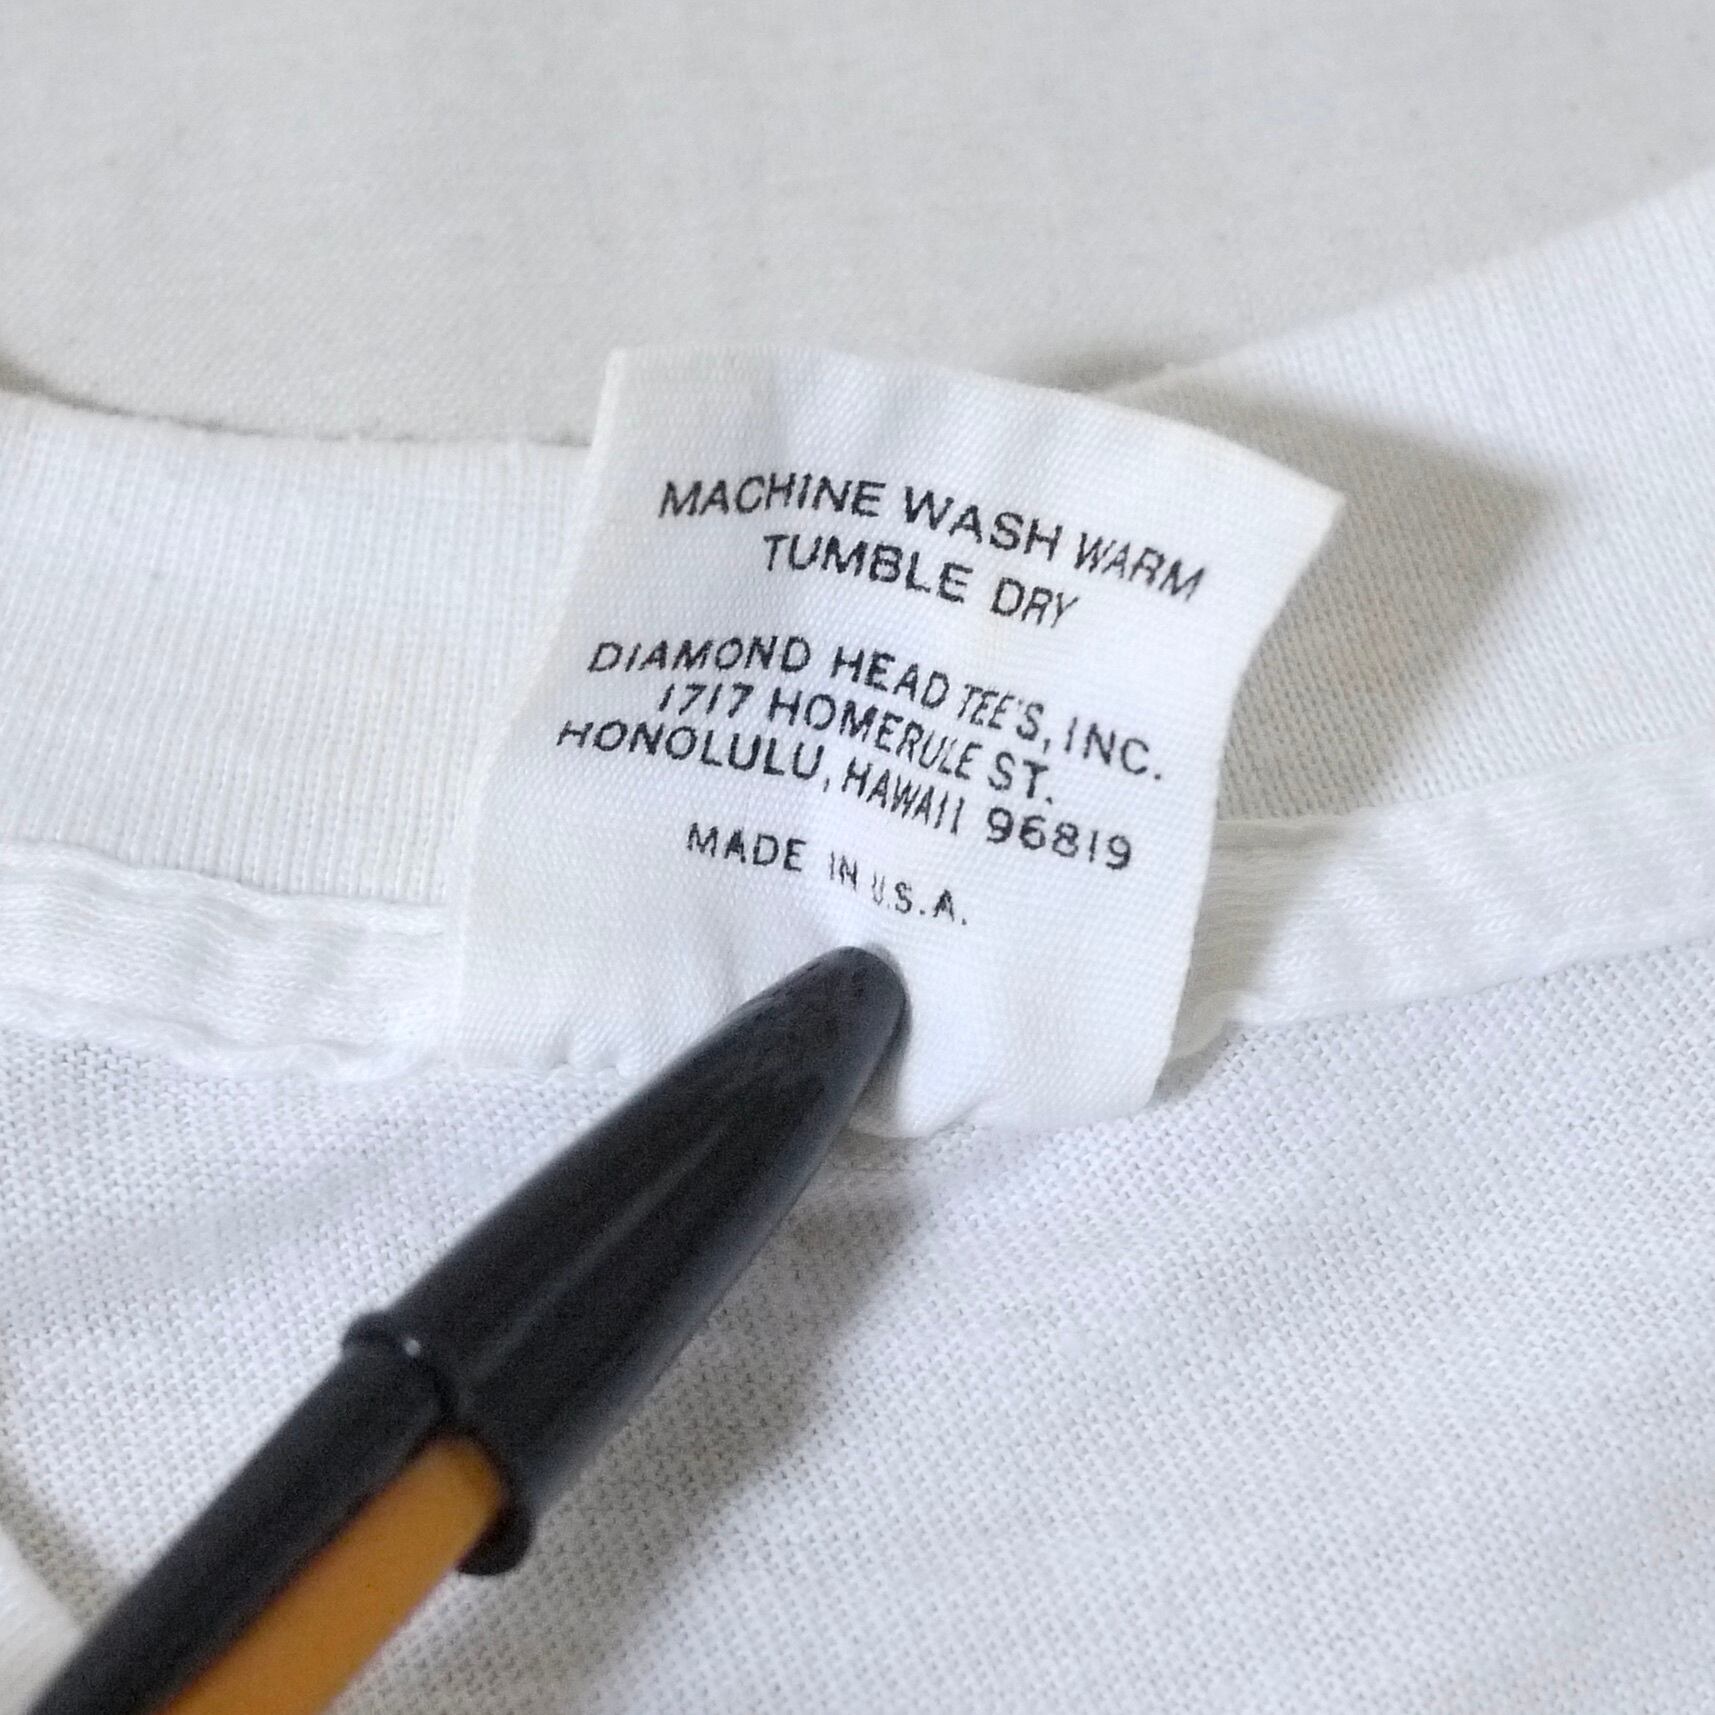 MACHINE WASH WARM
TUMBLE DRY
DIAMOND HEAD TEE'S, INC.
1717 HOMERULE ST.
HONOLULU, HAWAII 96819
MADE IN U.S.A.